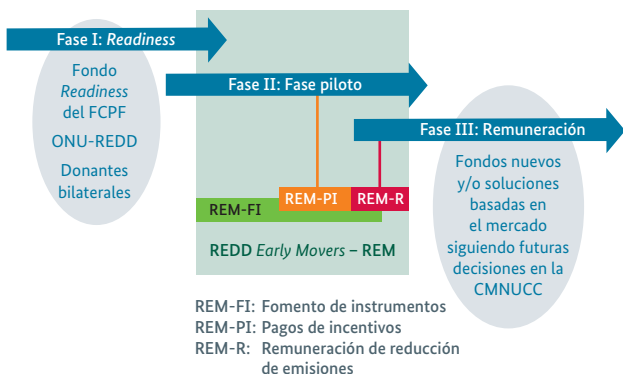 Fase I: Readiness
Fondo
Readiness
del FCPF
ONU-REDD
Donantes
bilaterales
Fase II: Fase piloto
Fase III: Remuneración
Fondos nuevos
y/o soluciones
basadas en
el mercado
siguiendo futuras
decisiones en la
CMNUCC
REM-FI
REM-PI
REM-R
REDD Early Movers – REM
REM-FI: Fomento de instrumentos
REM-PI: Pagos de incentivos
REM-R: Remuneración de reducción
de emisiones